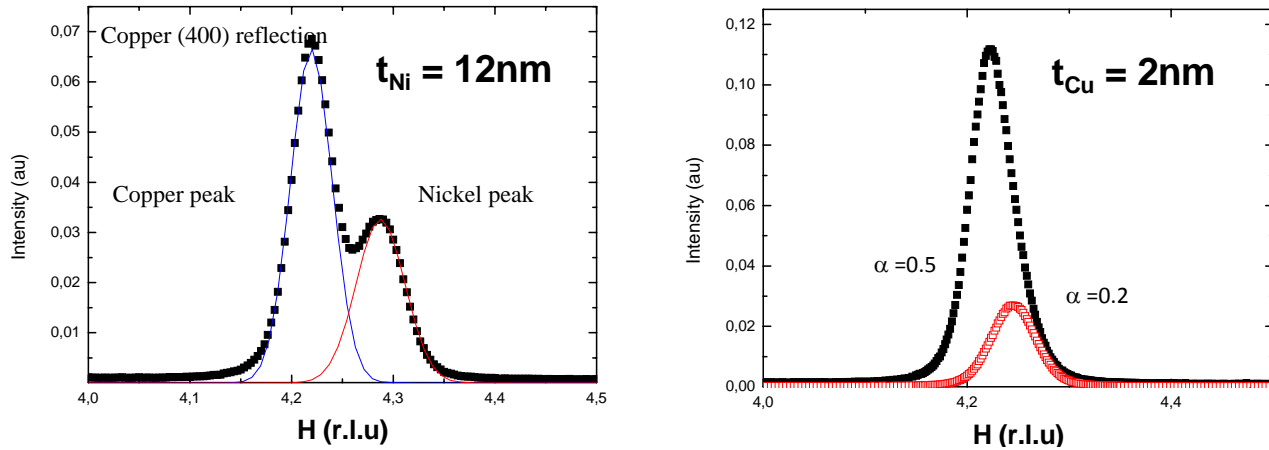 Copper (400) reflection
t_Ni = 12nm
Copper peak
Nickel peak
0,07
0,06
0,05
0,04
0,03
0,02
0,01
Intensity (au)
4,0 4,1 4,2 4,3 4,4 4,5
H (r.l.u)
t_Cu = 2nm
α =0.5
α =0.2
0,12
0,10
0,08
0,06
0,04
0,02
0,00
Intensity (au)
4,0 4,2 4,4
H (r.l.u)